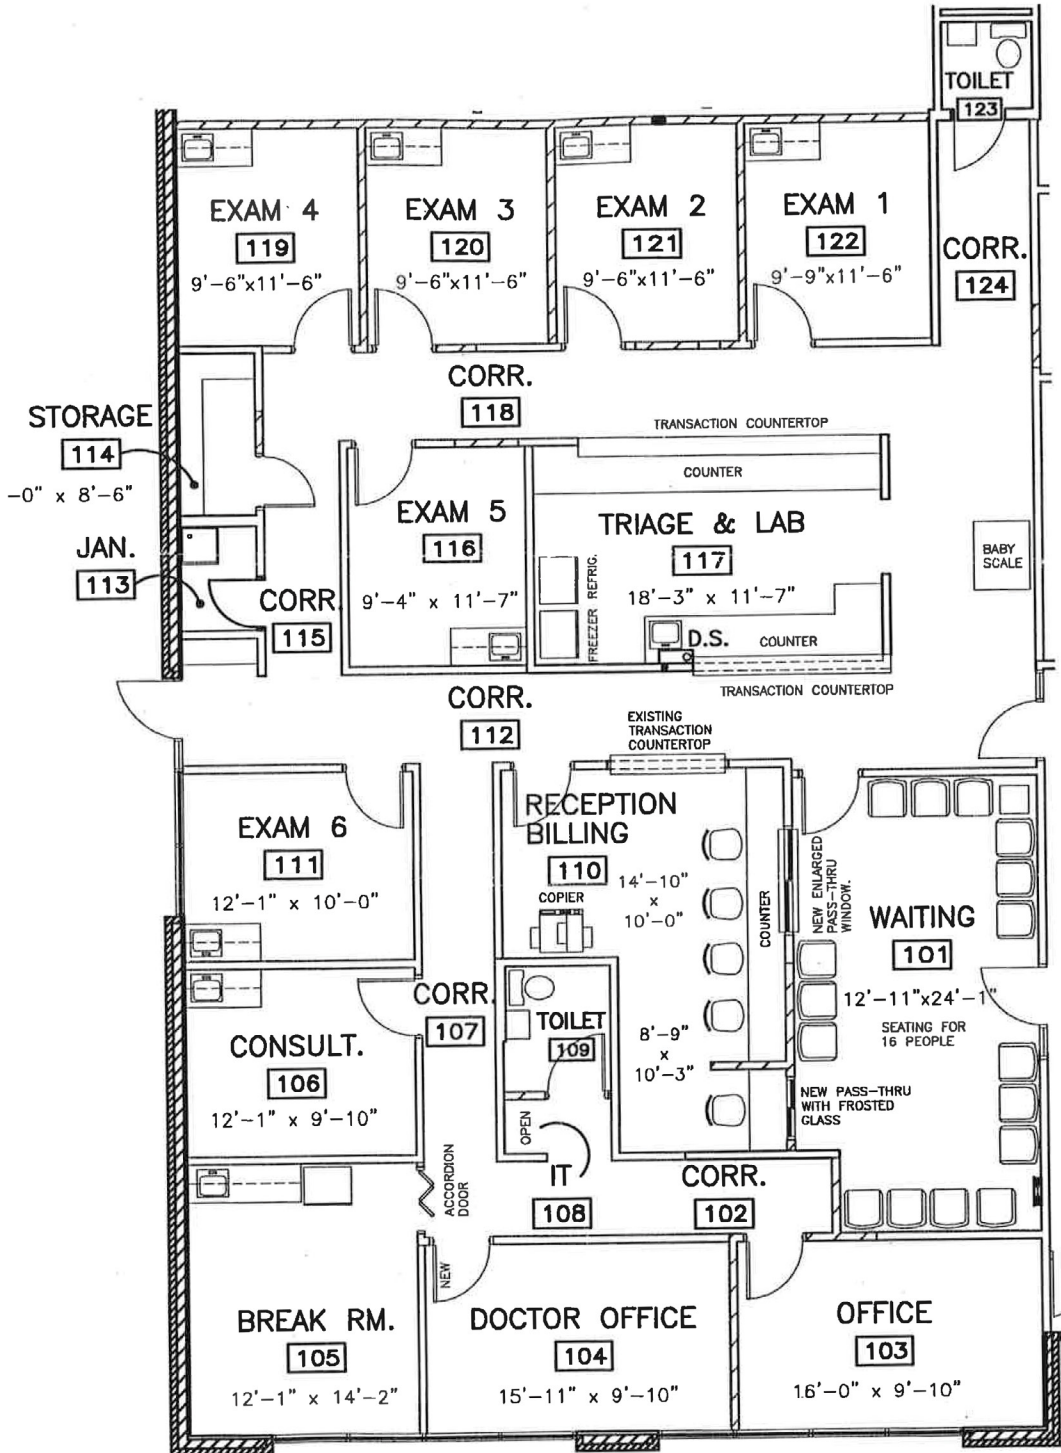 TOILET
123
EXAM 4
119
9'-6"x11'-6"
EXAM 3
120
9'-6"x11'-6"
EXAM 2
121
9'-6"x11'-6"
EXAM 1
122
9'-9"x11'-6"
CORR.
124
CORR.
118
STORAGE
114
-0" x 8'-6"
TRANSACTION COUNTERTOP
COUNTER
EXAM 5
116
9'-4" x 11'-7"
TRIAGE & LAB
117
18'-3" x 11'-7"
FREEZER REFRIG.
D.S.
COUNTER
TRANSACTION COUNTERTOP
BABY
SCALE
JAN.
113
CORR.
115
CORR.
112
EXISTING
TRANSACTION
COUNTERTOP
EXAM 6
111
12'-1" x 10'-0"
RECEPTION
BILLING
110
14'-10"
x
10'-0"
COPIER
COUNTER
NEW ENLARGED
PASS-THRU
WINDOW.
WAITING
101
12'-11"x24'-1"
SEATING FOR
16 PEOPLE
CORR.
107
CONSULT.
106
12'-1" x 9'-10"
TOILET
109
8'-9"
x
10'-3"
NEW PASS-THRU
WITH FROSTED
GLASS
OPEN
ACCORDION
DOOR
IT
108
CORR.
102
NEW
BREAK RM.
105
12'-1" x 14'-2"
DOCTOR OFFICE
104
15'-11" x 9'-10"
OFFICE
103
16'-0" x 9'-10"